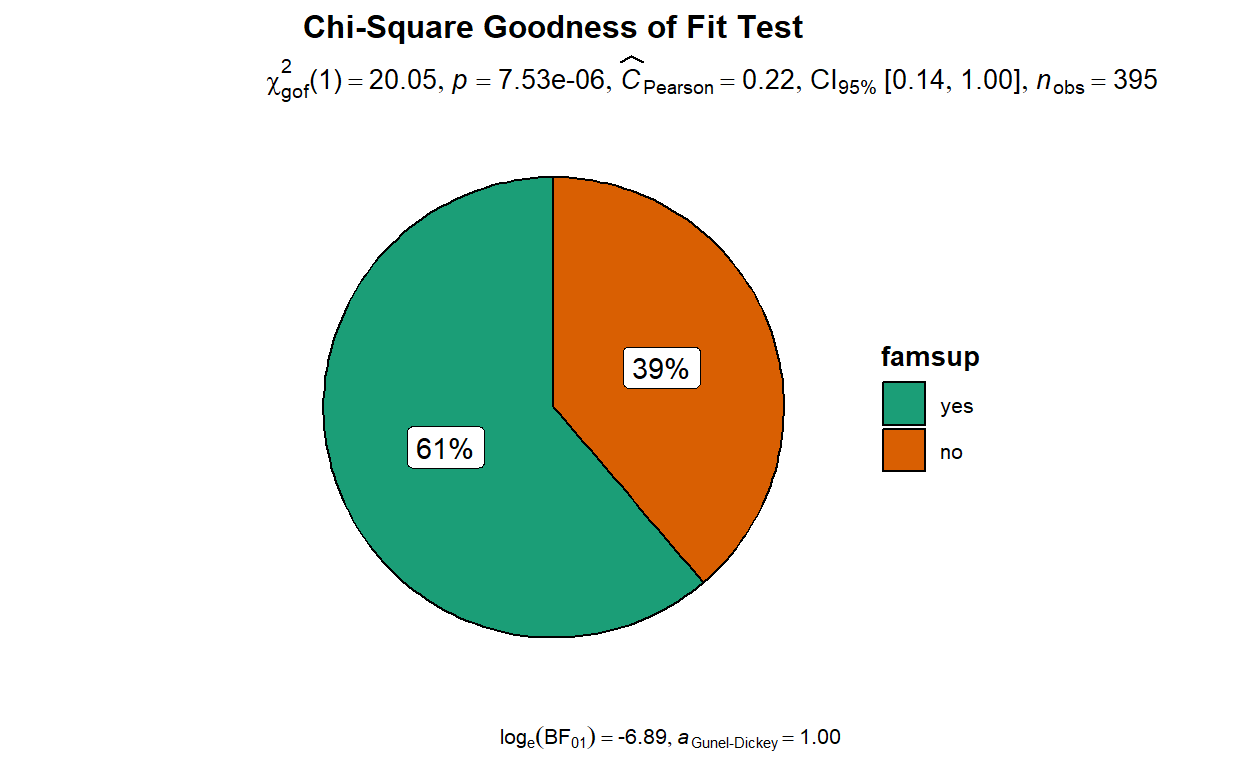 Chi-Square Goodness of Fit Test
χ²gof(1) = 20.05, p = 7.53e-06, ĈPearson = 0.22, CI95% [0.14, 1.00], nobs = 395
39%
61%
famsup
yes
no
loge(BF01) = -6.89, aGunel-Dickey = 1.00